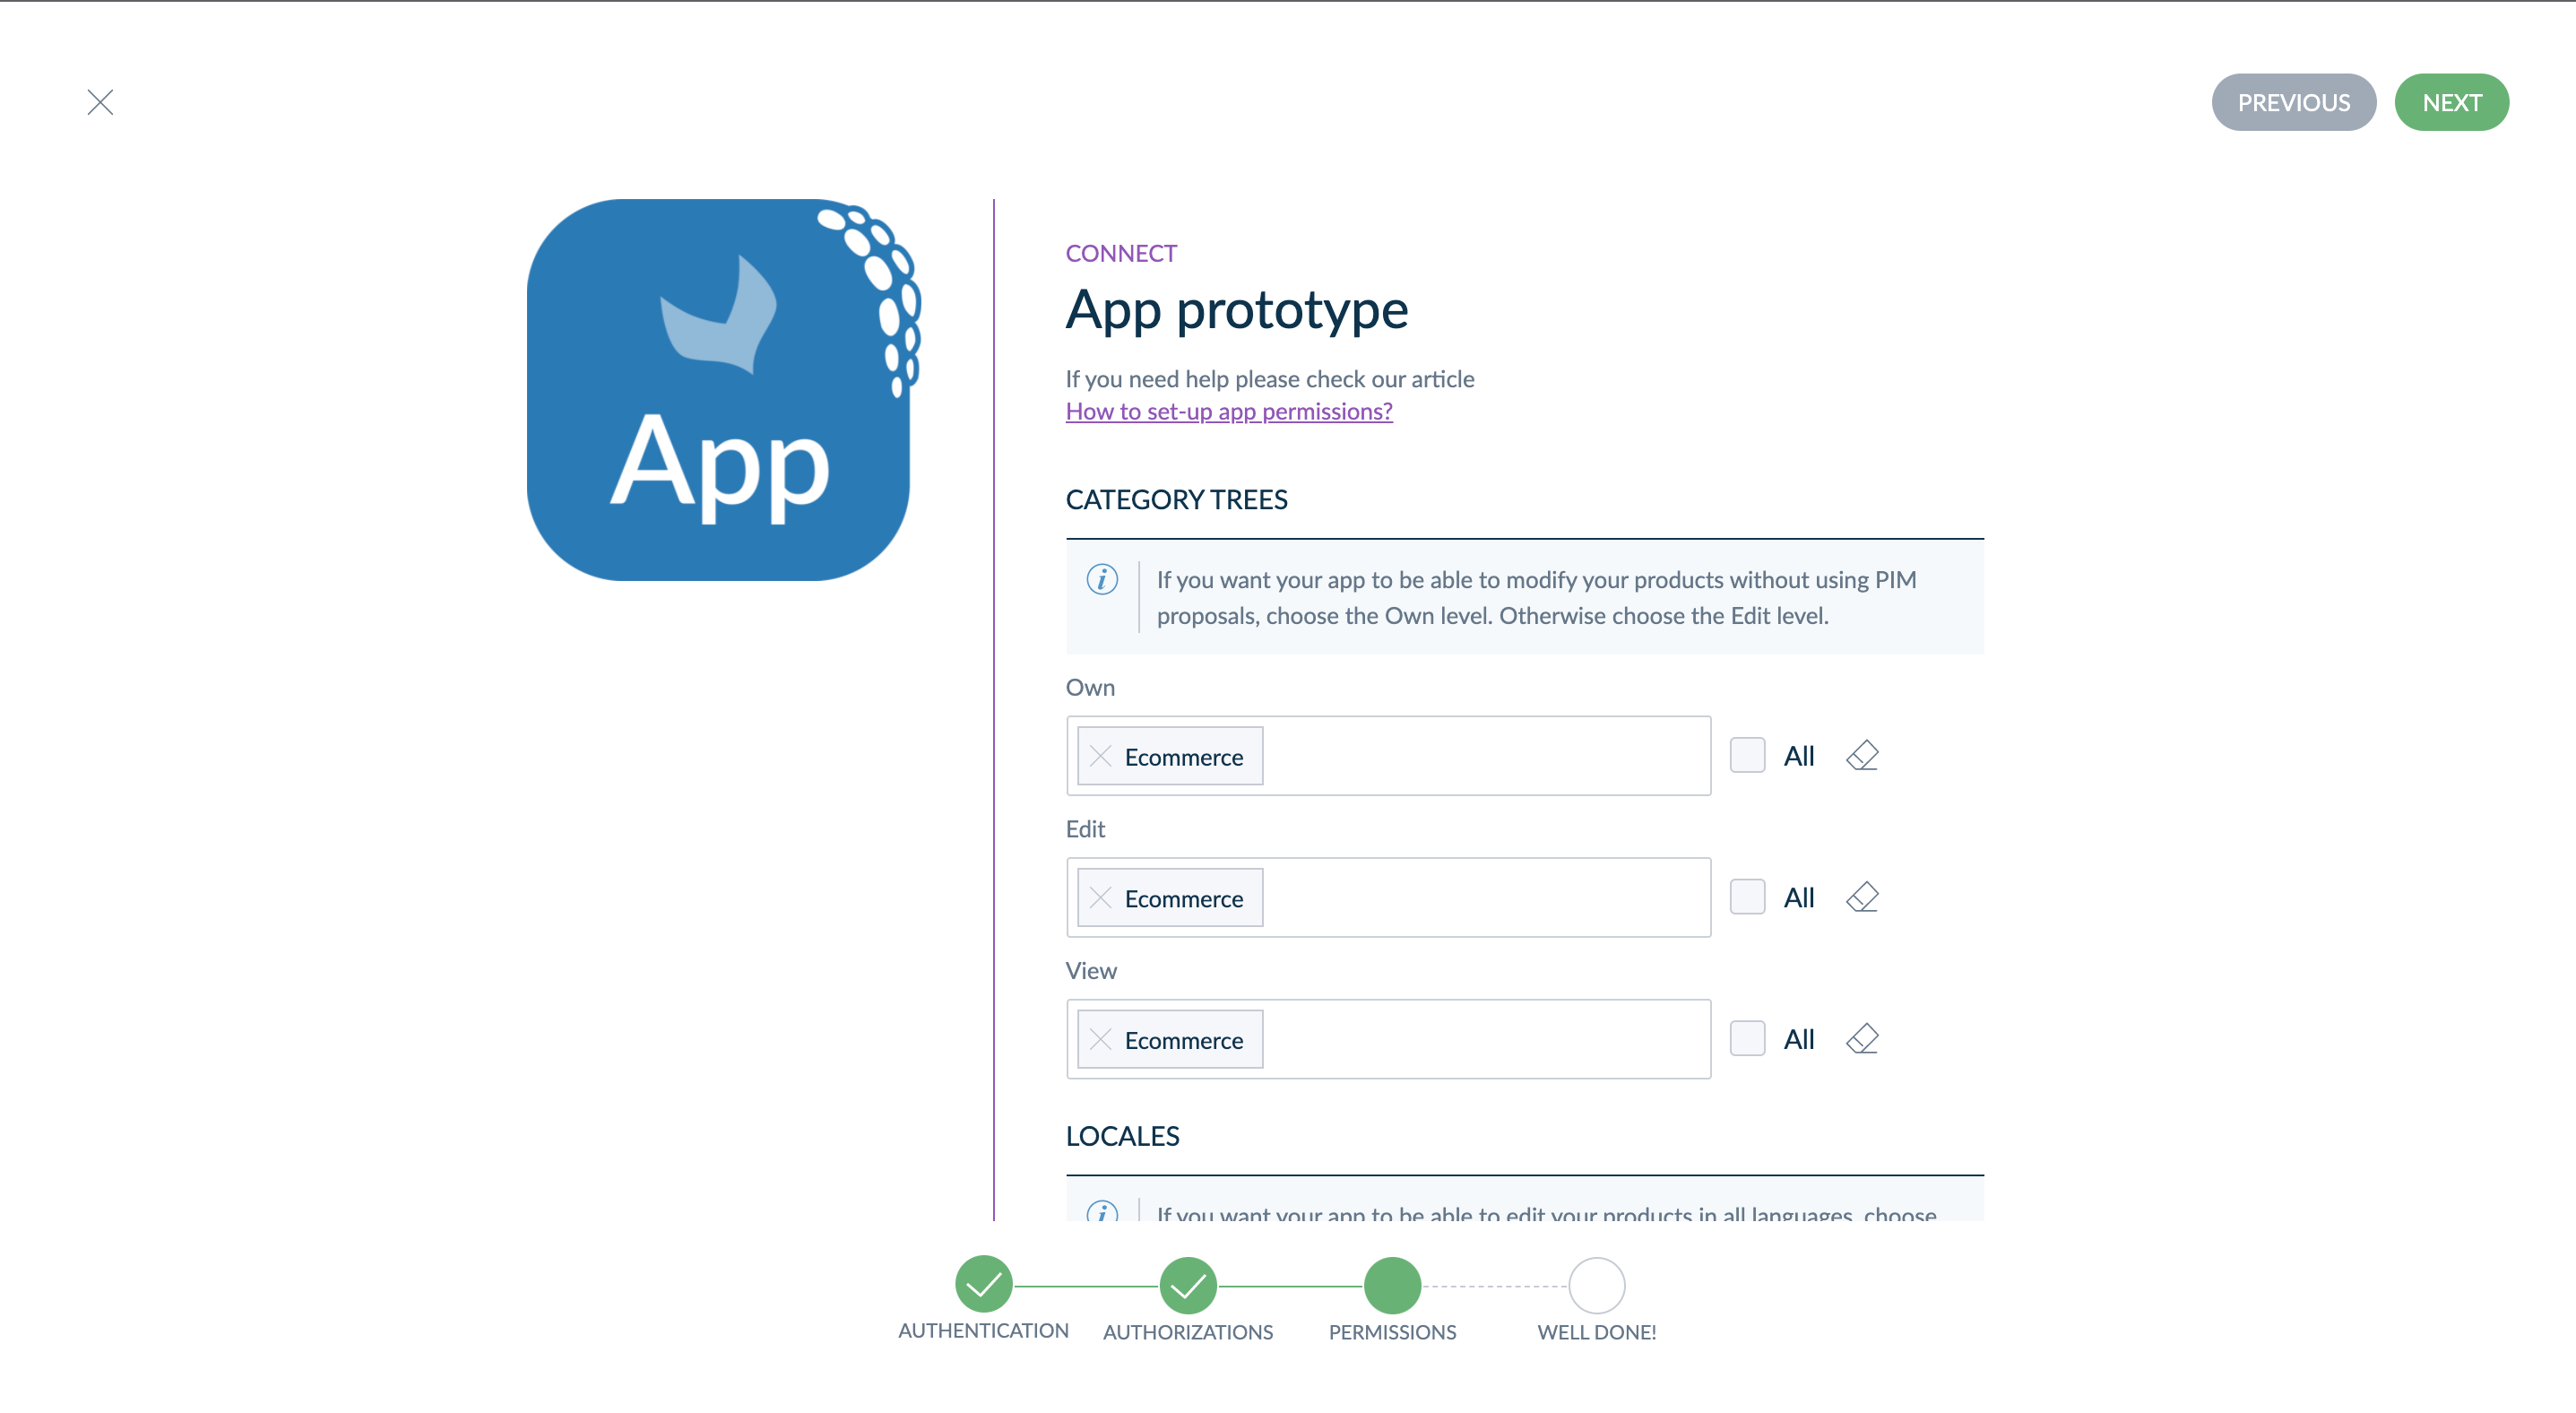 PREVIOUS
NEXT
App
CONNECT
App prototype
If you need help please check our article
How to set-up app permissions?
CATEGORY TREES
If you want your app to be able to modify your products without using PIM
proposals, choose the Own level. Otherwise choose the Edit level.
Own
Ecommerce
All
Edit
Ecommerce
All
View
Ecommerce
All
LOCALES
If you want your app to be able to edit your products in all languages, choose
AUTHENTICATION
AUTHORIZATIONS
PERMISSIONS
WELL DONE!